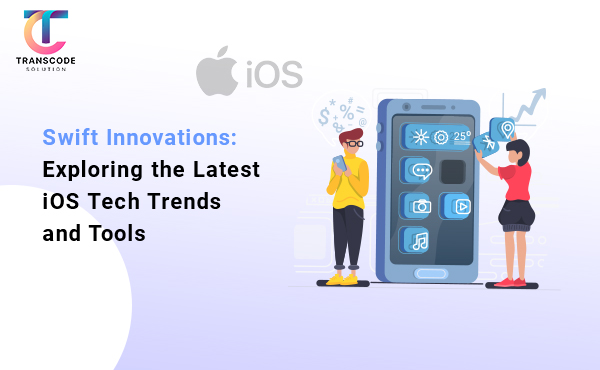 TRANSCODE
SOLUTION
iOS
Swift Innovations:
Exploring the Latest
iOS Tech Trends
and Tools
25°